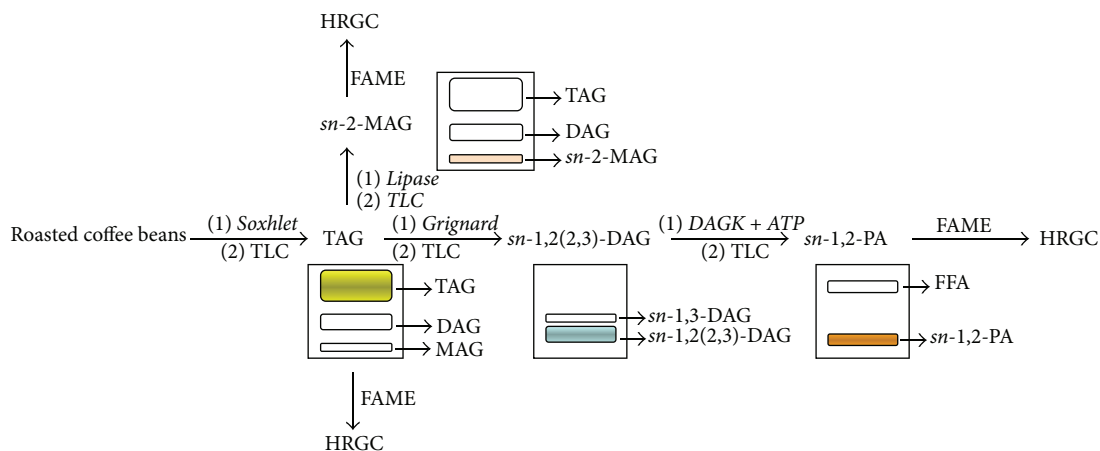 HRGC
FAME
sn-2-MAG
TAG
DAG
sn-2-MAG
(1) Lipase
(2) TLC
Roasted coffee beans
(1) Soxhlet
(2) TLC
TAG
(1) Grignard
(2) TLC
sn-1,2(2,3)-DAG
(1) DAGK + ATP
(2) TLC
sn-1,2-PA
FAME
HRGC
TAG
DAG
MAG
sn-1,3-DAG
sn-1,2(2,3)-DAG
FFA
sn-1,2-PA
FAME
HRGC